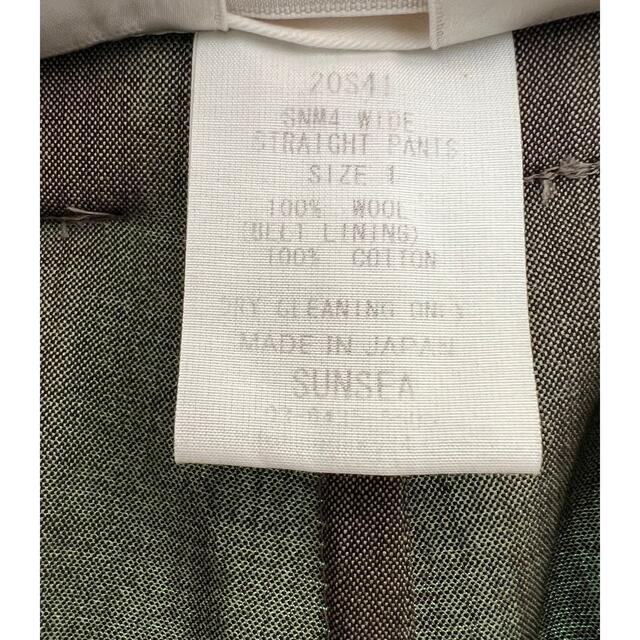 20S41
SNM4 WIDE
STRAIGHT PANTS
SIZE 1
100% WOOL
(BELT LINING)
100% COTTON
DRY CLEANING ONLY
MADE IN JAPAN
SUNSEA